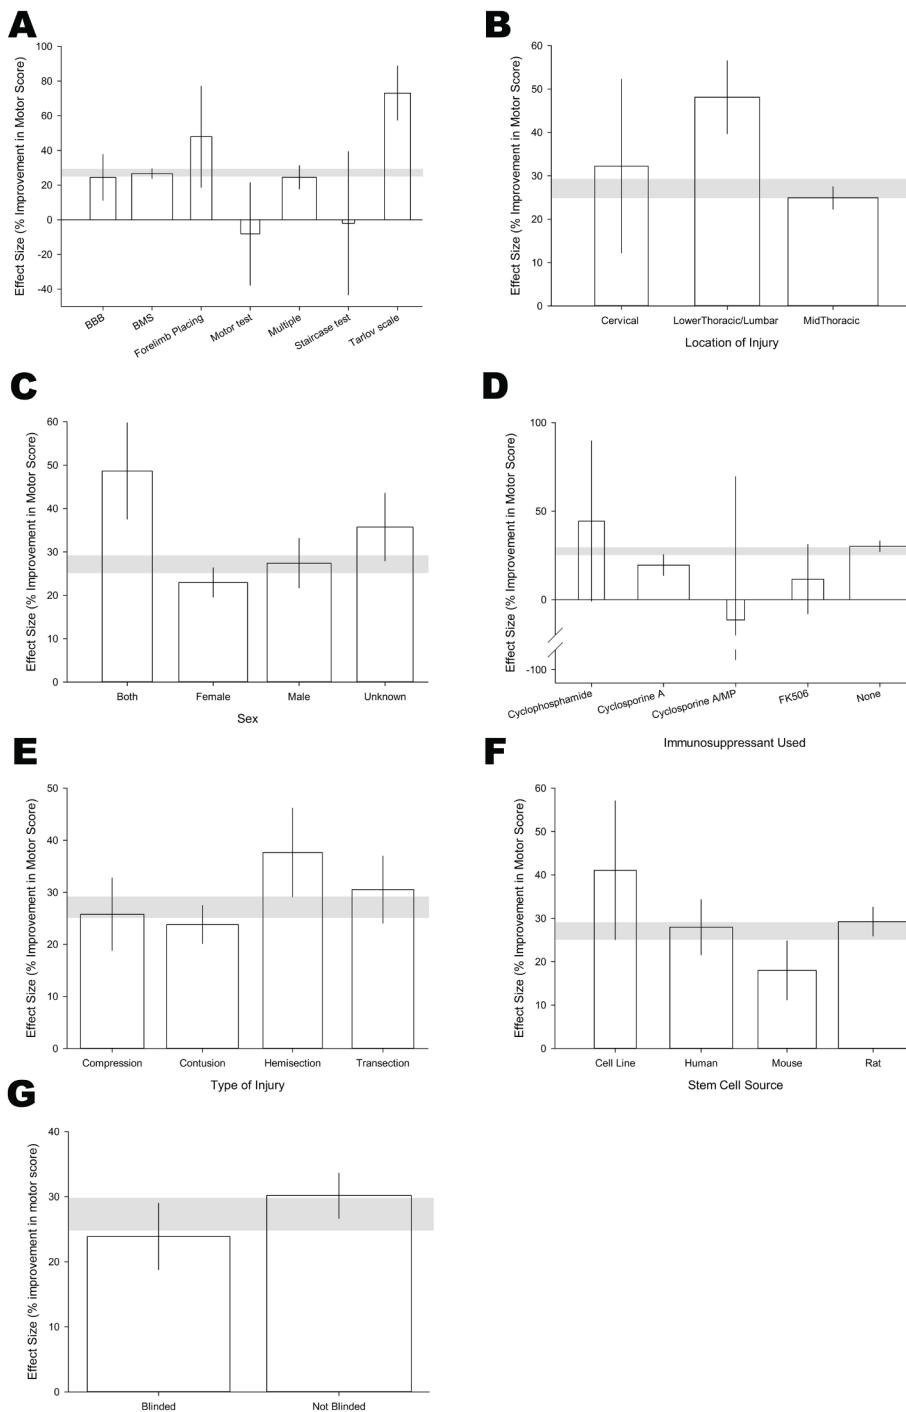 A
Effect Size (% Improvement in Motor Score)
100
80
60
40
20
0
-20
-40
BBB
BMS
Forelimb Placing
Motor test
Multiple
Staircase test
Tarlov scale
B
Effect Size (% Improvement in Motor Score)
60
50
40
30
20
10
0
Cervical
LowerThoracic/Lumbar
MidThoracic
Location of Injury
C
Effect Size (% Improvement in Motor Score)
60
50
40
30
20
10
0
Both
Female
Male
Unknown
Sex
D
Effect Size (% Improvement in Motor Score)
100
50
0
-100
Cyclophosphamide
Cyclosporine A
Cyclosporine A/MP
FK506
None
Immunosuppressant Used
E
Effect Size (% Improvement in Motor Score)
50
40
30
20
10
0
Compression
Contusion
Hemisection
Transection
Type of Injury
F
Effect Size (% Improvement in Motor Score)
60
50
40
30
20
10
0
Cell Line
Human
Mouse
Rat
Stem Cell Source
G
Effect Size (% improvement in motor score)
40
30
20
10
0
Blinded
Not Blinded